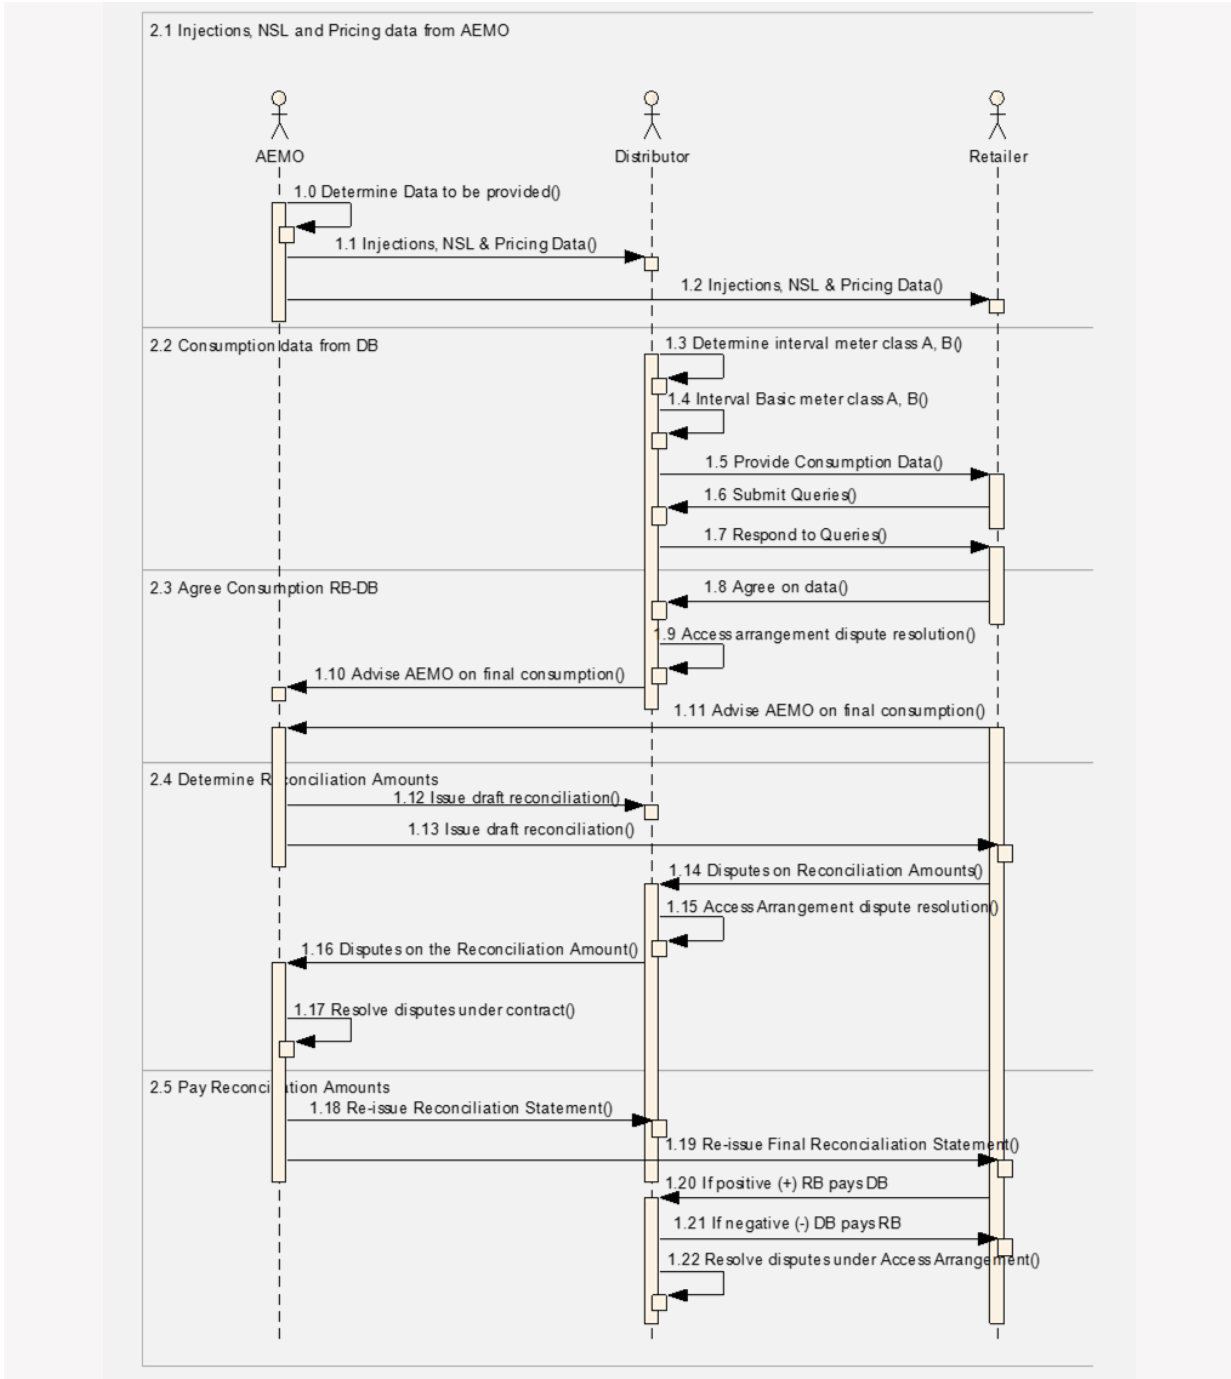 2.1 Injections, NSL and Pricing data from AEMO
AEMO
Distributor
Retailer
1.0 Determine Data to be provided()
1.1 Injections, NSL & Pricing Data()
1.2 Injections, NSL & Pricing Data()
2.2 Consumption data from DB
1.3 Determine interval meter class A, B()
1.4 Interval Basic meter class A, B()
1.5 Provide Consumption Data()
1.6 Submit Queries()
1.7 Respond to Queries()
2.3 Agree Consumption RB-DB
1.8 Agree on data()
1.9 Access arrangement dispute resolution()
1.10 Advise AEMO on final consumption()
1.11 Advise AEMO on final consumption()
2.4 Determine Reconciliation Amounts
1.12 Issue draft reconciliation()
1.13 Issue draft reconciliation()
1.14 Disputes on Reconciliation Amounts()
1.15 Access Arrangement dispute resolution()
1.16 Disputes on the Reconciliation Amount()
1.17 Resolve disputes under contract()
2.5 Pay Reconciliation Amounts
1.18 Re-issue Reconciliation Statement()
1.19 Re-issue Final Reconcialiation Statement()
1.20 If positive (+) RB pays DB
1.21 If negative (-) DB pays RB
1.22 Resolve disputes under Access Arrangement()